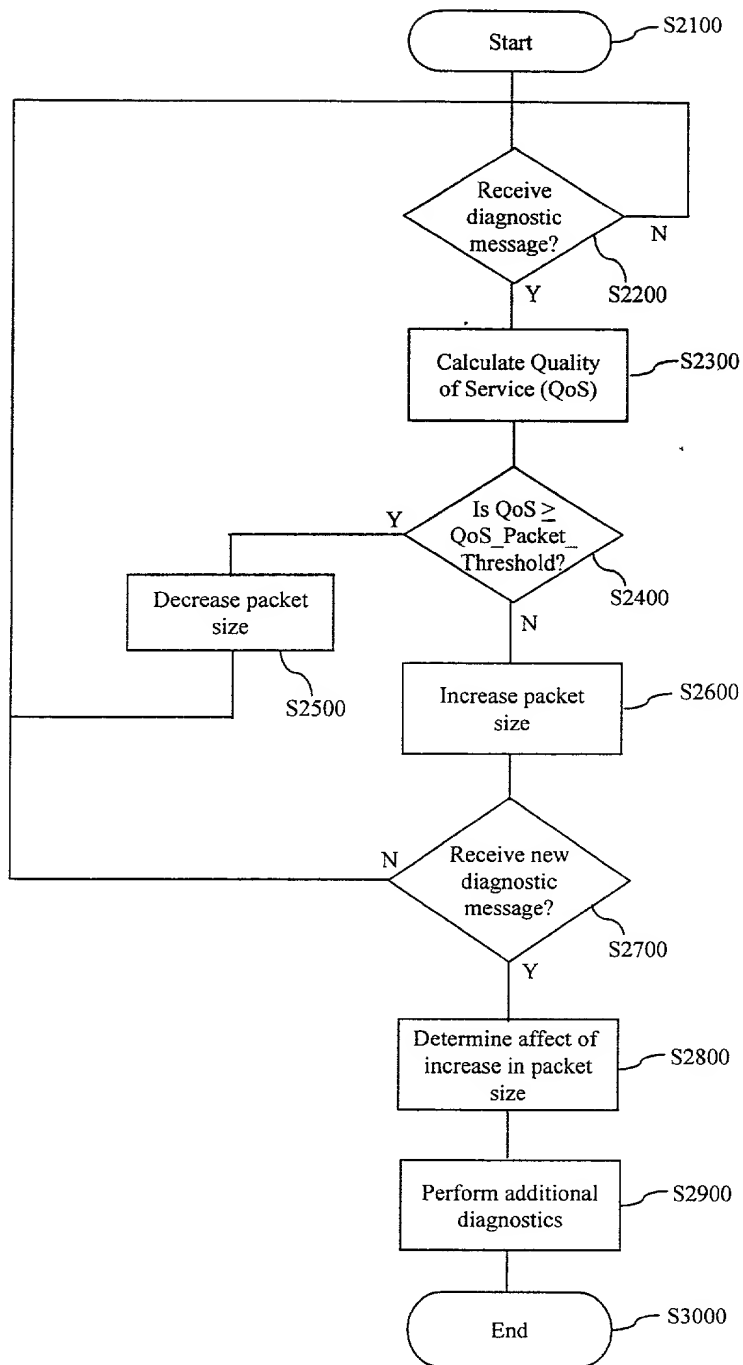 Start
S2100
Receive
diagnostic
message?
N
S2200
Y
Calculate Quality
of Service (QoS)
S2300
Is QoS ≥
QoS_Packet_
Threshold?
Y
S2400
N
Decrease packet
size
S2500
Increase packet
size
S2600
Receive new
diagnostic
message?
N
S2700
Y
Determine affect of
increase in packet
size
S2800
Perform additional
diagnostics
S2900
End
S3000